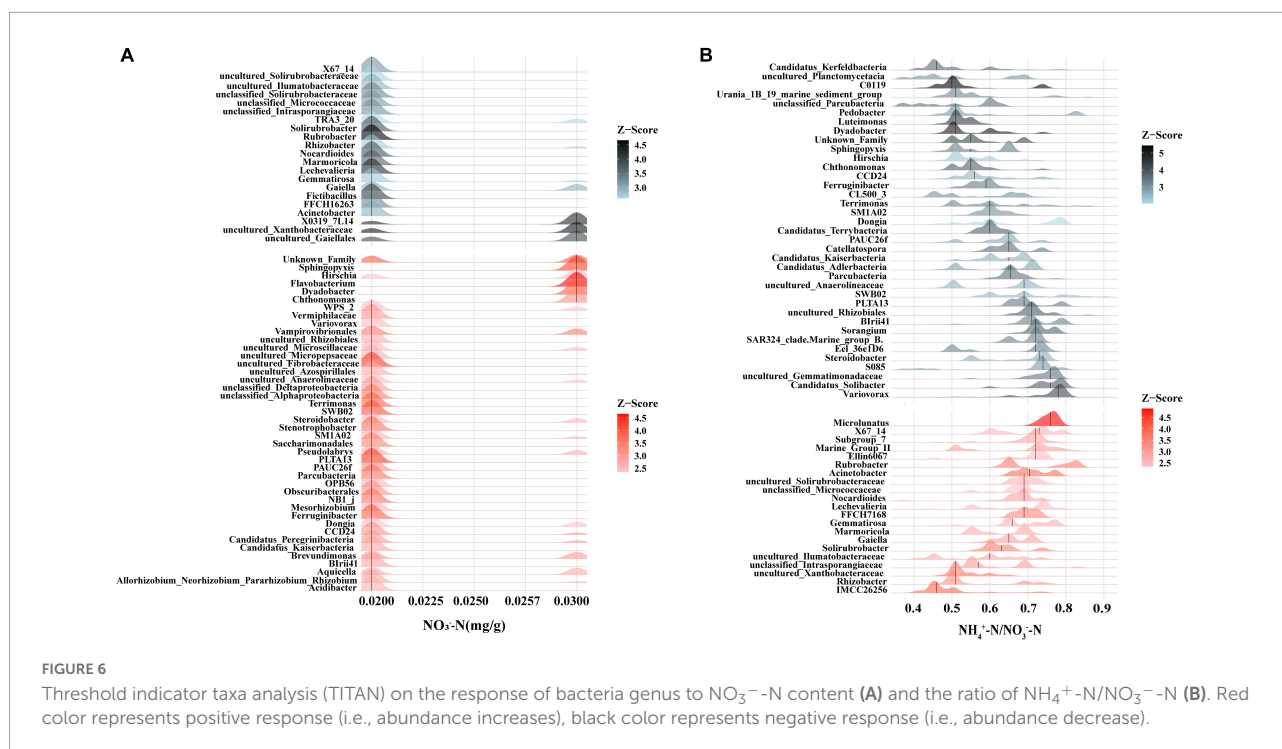 A
X67_14
uncultured_Solirubrobacteraceae
uncultured_Ilumatobacteraceae
unclassified_Solirubrobacteraceae
unclassified_Micrococcaceae
unclassified_Intrasporangiaceae
TRA3_20
Solirubrobacter
Rubrobacter
Rhizobacter
Nocardioides
Marmoricola
Lechevalieria
Gemmatirosa
Gaiella
Fictibacillus
FFCH16263
Acinetobacter
X0319_7L14
uncultured_Xanthobacteraceae
uncultured_Gaiellales
Unknown_Family
Sphingopyxis
Hirschia
Flavobacterium
Dyadobacter
Chthonomonas
WPS_2
Vermiphilaceae
Variovorax
Vampirovibrionales
uncultured_Rhizobiales
uncultured_Microscillaceae
uncultured_Micropepsaceae
uncultured_Fibrobacteraceae
uncultured_Azospirillales
uncultured_Anaerolineaceae
unclassified_Deltaproteobacteria
unclassified_Alphaproteobacteria
Terrimonas
SWB02
Steroidobacter
Stenotrophobacter
SM1A02
Saccharimonadales
Pseudolabrys
PLTA13
PAUC26f
Parcubacteria
OPB56
Obscuribacterales
NB1_j
Mesorhizobium
Ferruginibacter
Dongia
CCD24
Candidatus_Peregrinibacteria
Candidatus_Kaiserbacteria
Brevundimonas
BIrii41
Aquicella
Allorhizobium_Neorhizobium_Pararhizobium_Rhizobium
Acidibacter
0.0200 0.0225 0.0250 0.0257 0.0300
NO₃⁻-N(mg/g)
Z−Score
4.5
4.0
3.5
3.0
Z−Score
4.5
4.0
3.5
3.0
2.5
B
Candidatus_Kerfeldbacteria
uncultured_Planctomycetacia
C0119
Urania_1B_19_marine_sediment_group
unclassified_Parcubacteria
Pedobacter
Luteimonas
Dyadobacter
Unknown_Family
Sphingopyxis
Hirschia
Chthonomonas
CCD24
Ferruginibacter
CL500_3
Terrimonas
SM1A02
Dongia
Candidatus_Terrybacteria
PAUC26f
Catellatospora
Candidatus_Kaiserbacteria
Candidatus_Adlerbacteria
Parcubacteria
uncultured_Anaerolineaceae
SWB02
PLTA13
uncultured_Rhizobiales
BIrii41
Sorangium
SAR324_clade.Marine_group_B.
Eel_36e1D6
Steroidobacter
S085
uncultured_Gemmatimonadaceae
Candidatus_Solibacter
Variovorax
Microlunatus
X67_14
Subgroup_7
Marine_Group_II
Ellin6067
Rubrobacter
Acinetobacter
uncultured_Solirubrobacteraceae
unclassified_Micrococcaceae
Nocardioides
Lechevalieria
FFCH7168
Gemmatirosa
Marmoricola
Gaiella
Solirubrobacter
uncultured_Ilumatobacteraceae
unclassified_Intrasporangiaceae
uncultured_Xanthobacteraceae
Rhizobacter
IMCC26256
0.4 0.5 0.6 0.7 0.8 0.9
NH₄⁺-N/NO₃⁻-N
Z−Score
5
4
3
Z−Score
4.5
4.0
3.5
3.0
2.5
FIGURE 6
Threshold indicator taxa analysis (TITAN) on the response of bacteria genus to NO₃⁻-N content (A) and the ratio of NH₄⁺-N/NO₃⁻-N (B). Red
color represents positive response (i.e., abundance increases), black color represents negative response (i.e., abundance decrease).